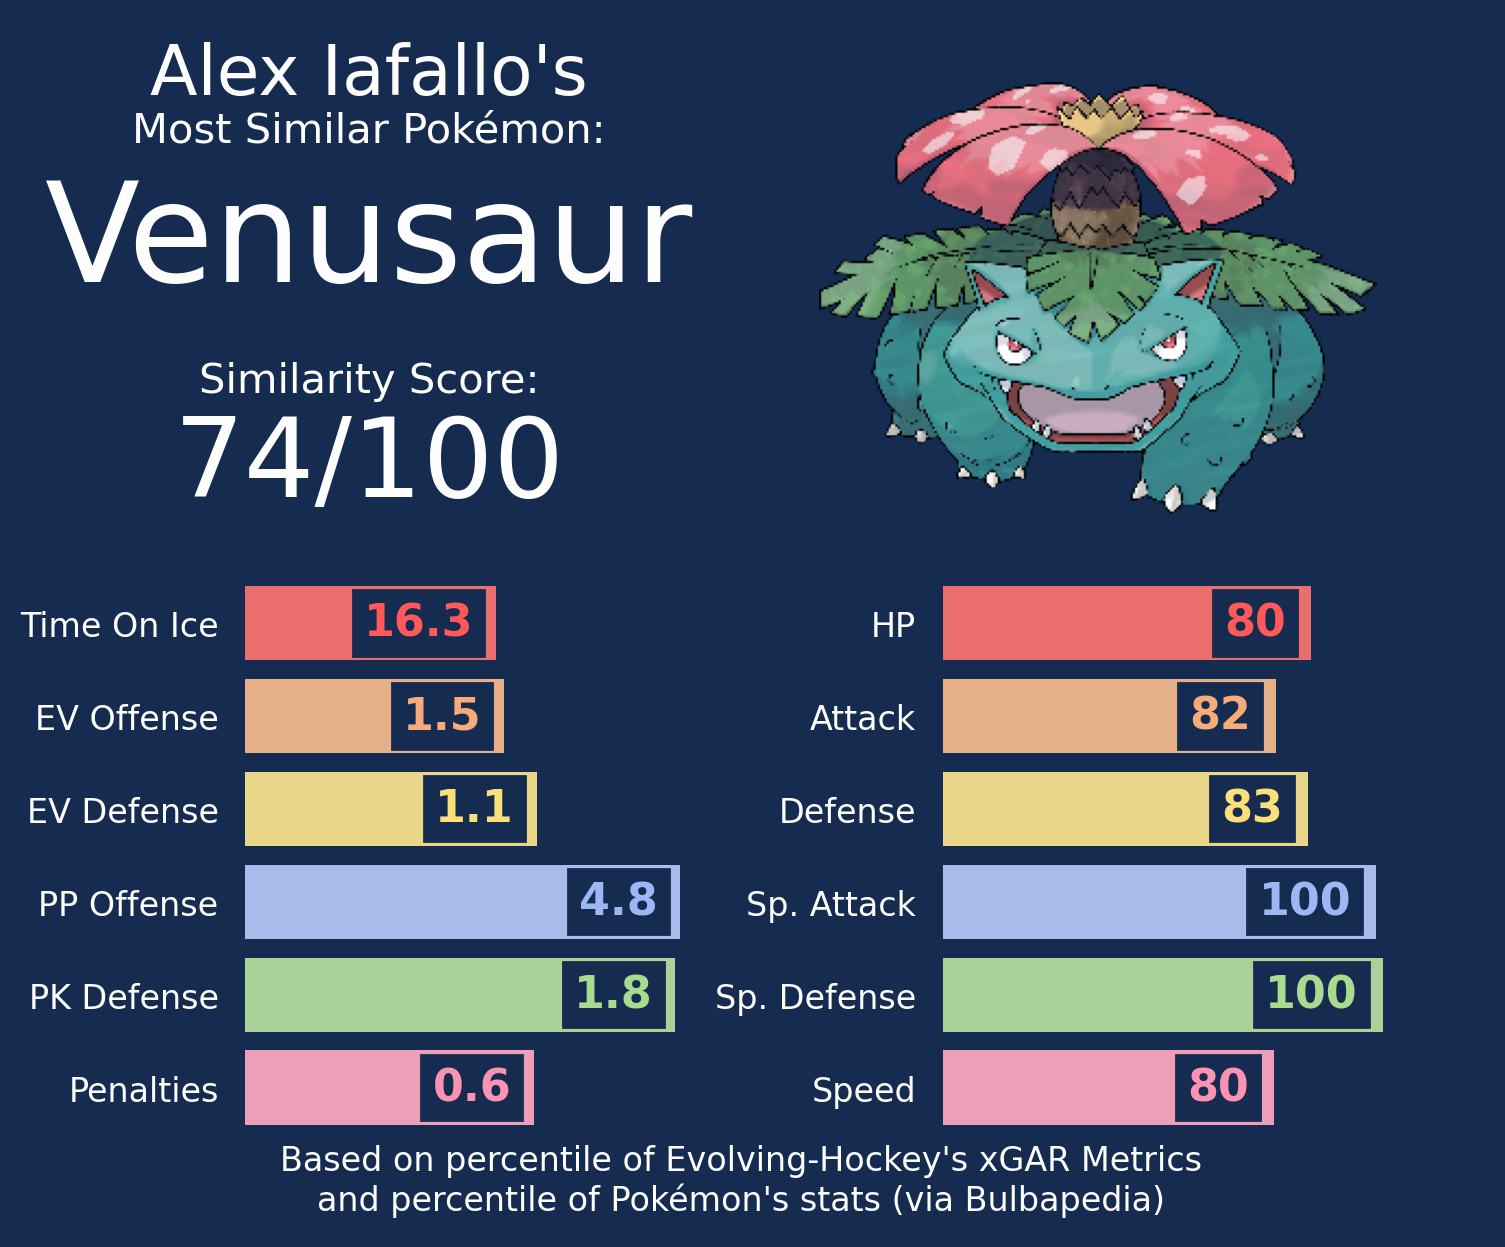 Alex Iafallo's
Most Similar Pokémon:
Venusaur
Similarity Score:
74/100
Time On Ice 16.3
EV Offense 1.5
EV Defense 1.1
PP Offense 4.8
PK Defense 1.8
Penalties 0.6
HP 80
Attack 82
Defense 83
Sp. Attack 100
Sp. Defense 100
Speed 80
Based on percentile of Evolving-Hockey's xGAR Metrics
and percentile of Pokémon's stats (via Bulbapedia)